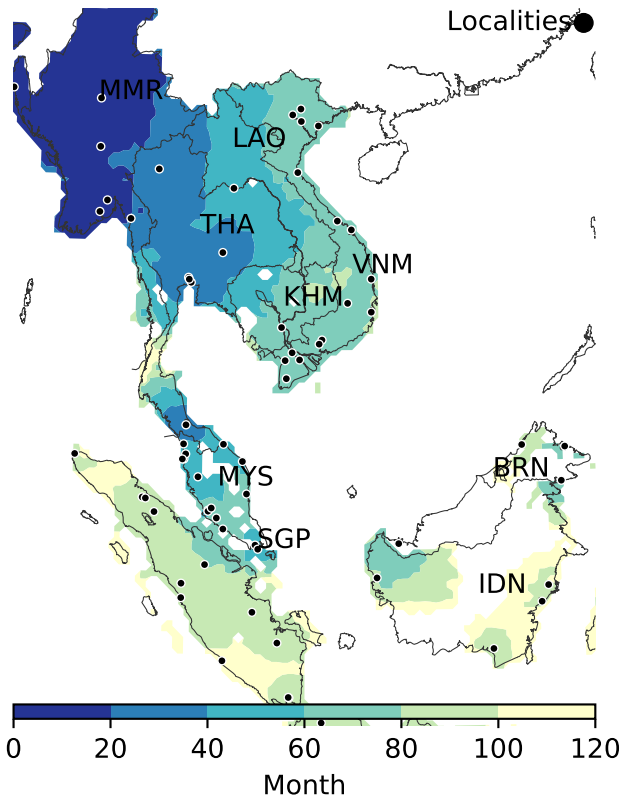 Localities
MMR
LAO
THA
VNM
KHM
MYS
BRN
SGP
IDN
0 20 40 60 80 100 120
Month